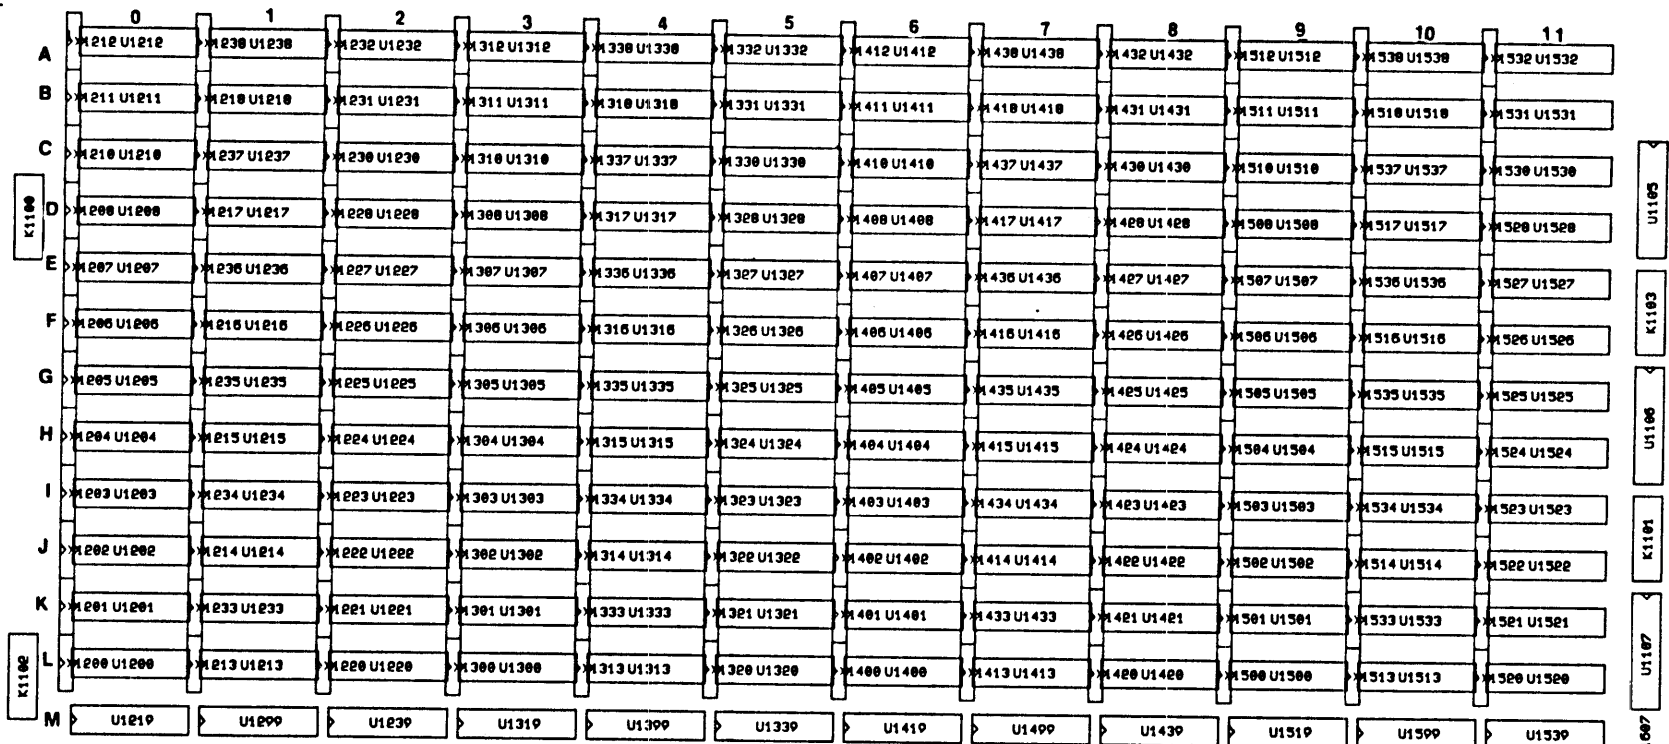 0 1 2 3 4 5 6 7 8 9 10 11
A 1212 U1212 1238 U1238 1232 U1232 1312 U1312 1338 U1338 1332 U1332 1412 U1412 1438 U1438 1432 U1432 1512 U1512 1538 U1538 1532 U1532
B 1211 U1211 1218 U1218 1231 U1231 1311 U1311 1318 U1318 1331 U1331 1411 U1411 1418 U1418 1431 U1431 1511 U1511 1518 U1518 1531 U1531
C 1210 U1210 1237 U1237 1230 U1230 1310 U1310 1337 U1337 1330 U1330 1410 U1410 1437 U1437 1430 U1430 1510 U1510 1537 U1537 1530 U1530
D 1208 U1208 1217 U1217 1228 U1228 1308 U1308 1317 U1317 1328 U1328 1408 U1408 1417 U1417 1428 U1428 1508 U1508 1517 U1517 1528 U1528
E 1207 U1207 1236 U1236 1227 U1227 1307 U1307 1336 U1336 1327 U1327 1407 U1407 1436 U1436 1427 U1427 1507 U1507 1536 U1536 1527 U1527
F 1206 U1206 1216 U1216 1226 U1226 1306 U1306 1316 U1316 1326 U1326 1406 U1406 1416 U1416 1426 U1426 1506 U1506 1516 U1516 1526 U1526
G 1205 U1205 1235 U1235 1225 U1225 1305 U1305 1335 U1335 1325 U1325 1405 U1405 1435 U1435 1425 U1425 1505 U1505 1535 U1535 1525 U1525
H 1204 U1204 1215 U1215 1224 U1224 1304 U1304 1315 U1315 1324 U1324 1404 U1404 1415 U1415 1424 U1424 1504 U1504 1515 U1515 1524 U1524
I 1203 U1203 1234 U1234 1223 U1223 1303 U1303 1334 U1334 1323 U1323 1403 U1403 1434 U1434 1423 U1423 1503 U1503 1534 U1534 1523 U1523
J 1202 U1202 1214 U1214 1222 U1222 1302 U1302 1314 U1314 1322 U1322 1402 U1402 1414 U1414 1422 U1422 1502 U1502 1514 U1514 1522 U1522
K 1201 U1201 1233 U1233 1221 U1221 1301 U1301 1333 U1333 1321 U1321 1401 U1401 1433 U1433 1421 U1421 1501 U1501 1533 U1533 1521 U1521
L 1200 U1200 1213 U1213 1220 U1220 1300 U1300 1313 U1313 1320 U1320 1400 U1400 1413 U1413 1420 U1420 1500 U1500 1513 U1513 1520 U1520
M U1219 U1299 U1239 U1319 U1399 U1339 U1419 U1499 U1439 U1519 U1599 U1539
K1100
K1102
U1105
K1103
U1106
K1101
U1107